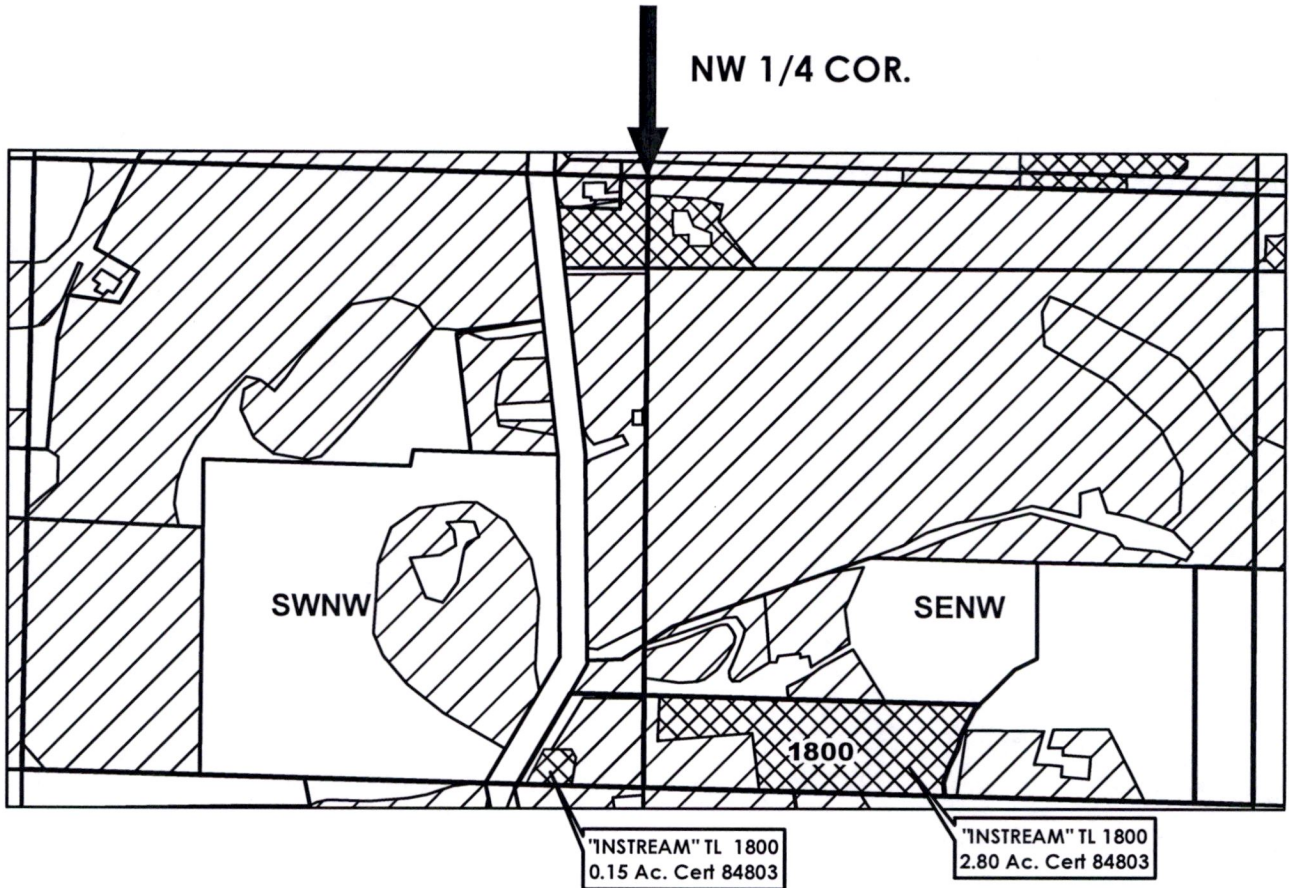 NW 1/4 COR.
SWNW
SENW
1800
"INSTREAM" TL 1800
0.15 Ac. Cert 84803
"INSTREAM" TL 1800
2.80 Ac. Cert 84803